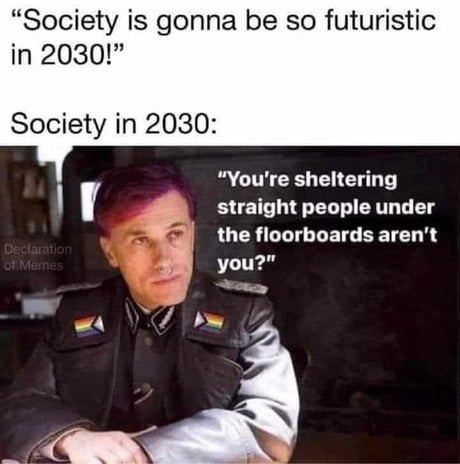 “Society is gonna be so futuristic
in 2030!”
Society in 2030:
"You're sheltering
straight people under
the floorboards aren't
you?"
Declaration
of Memes